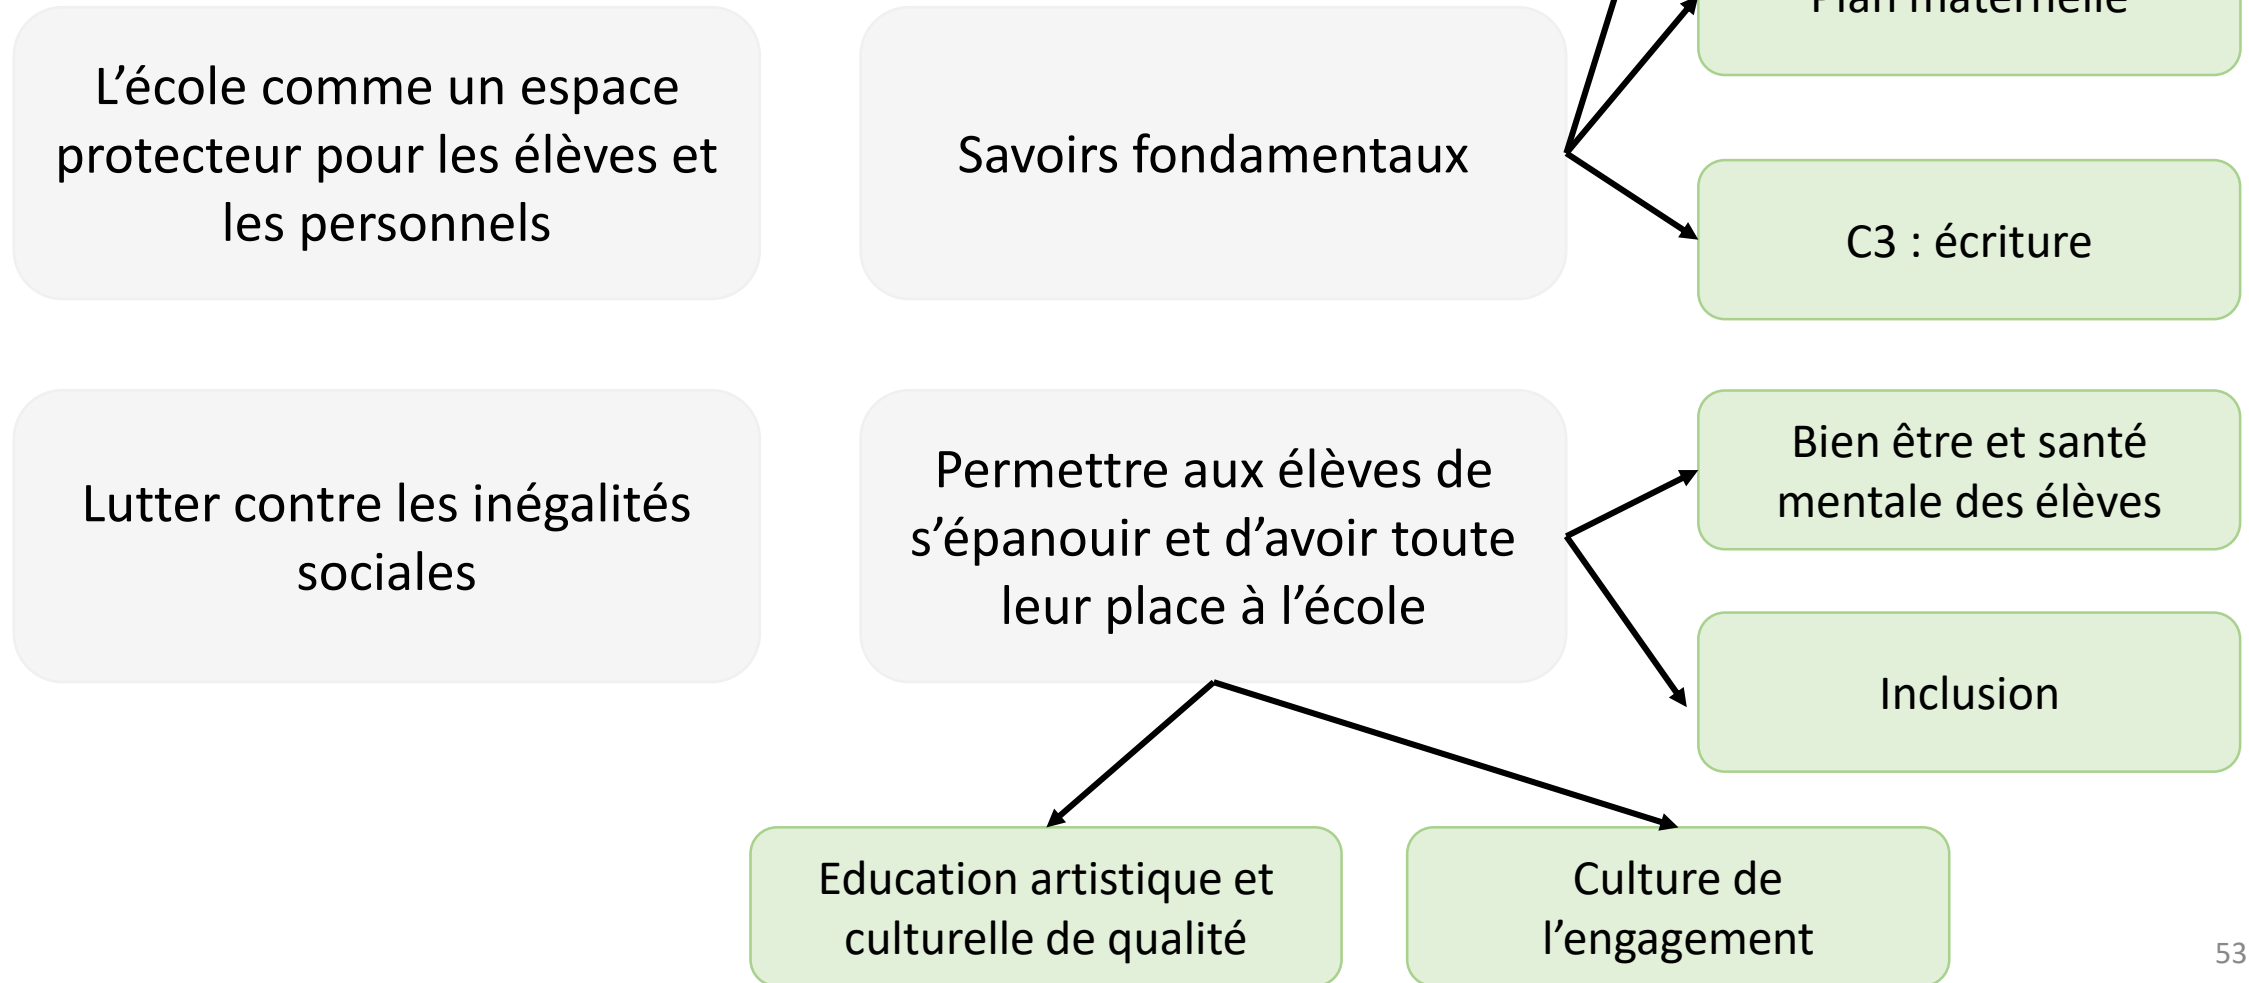 Plan maternelle
L’école comme un espace
protecteur pour les élèves et
les personnels
Savoirs fondamentaux
C3 : écriture
Lutter contre les inégalités
sociales
Permettre aux élèves de
s’épanouir et d’avoir toute
leur place à l’école
Bien être et santé
mentale des élèves
Inclusion
Education artistique et
culturelle de qualité
Culture de
l’engagement
53